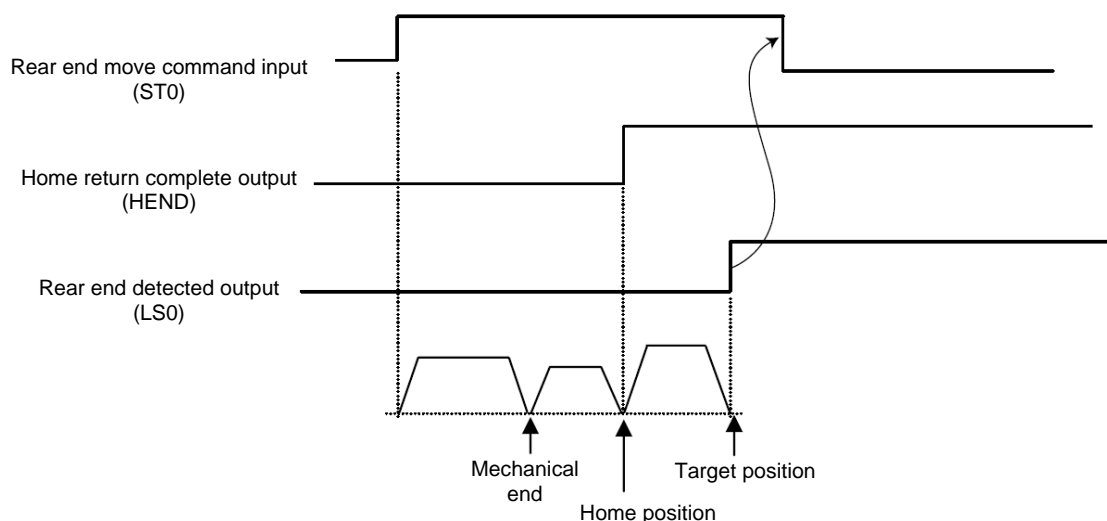 Rear end move command input
(ST0)
Home return complete output
(HEND)
Rear end detected output
(LS0)
Mechanical
end
Target position
Home position